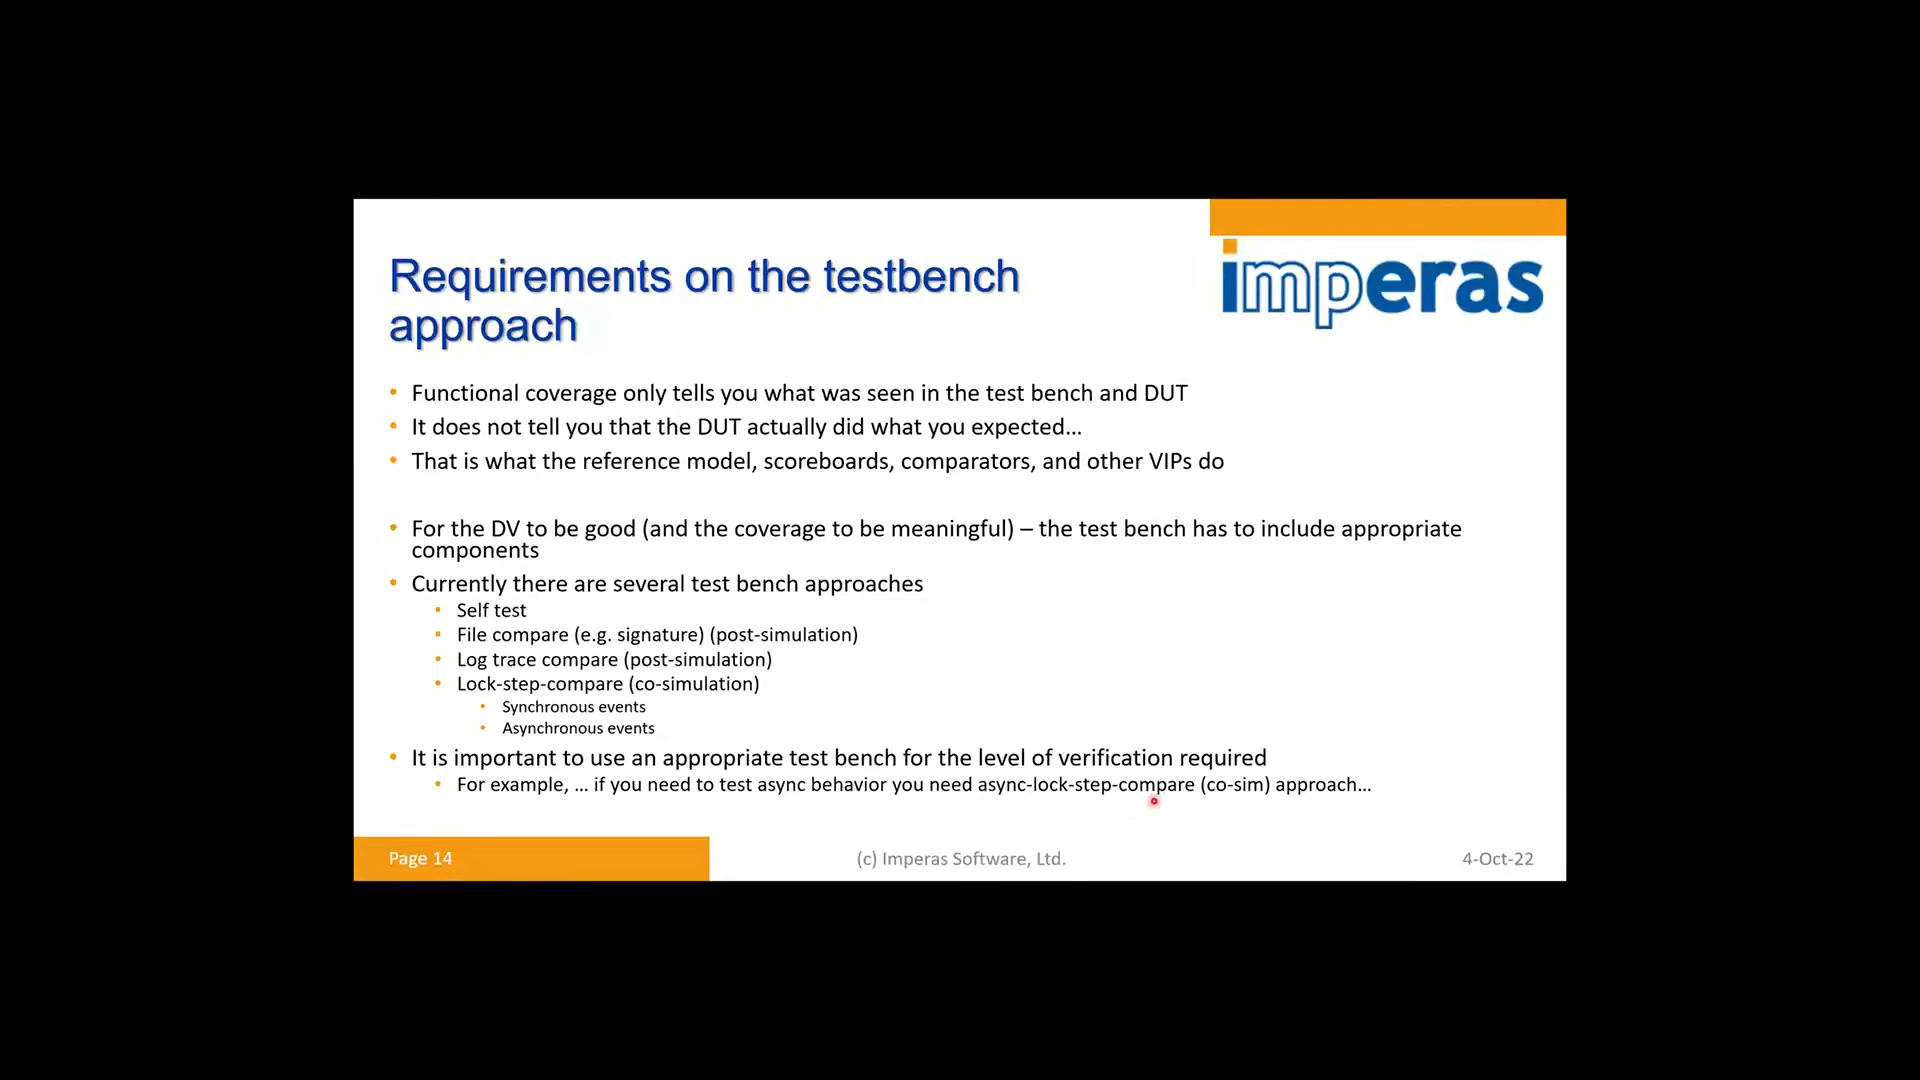 imperas
Requirements on the testbench
approach
• Functional coverage only tells you what was seen in the test bench and DUT
• It does not tell you that the DUT actually did what you expected…
• That is what the reference model, scoreboards, comparators, and other VIPs do
• For the DV to be good (and the coverage to be meaningful) – the test bench has to include appropriate
components
• Currently there are several test bench approaches
• Self test
• File compare (e.g. signature) (post-simulation)
• Log trace compare (post-simulation)
• Lock-step-compare (co-simulation)
• Synchronous events
• Asynchronous events
• It is important to use an appropriate test bench for the level of verification required
• For example, … if you need to test async behavior you need async-lock-step-compare (co-sim) approach…
Page 14
(c) Imperas Software, Ltd.
4-Oct-22